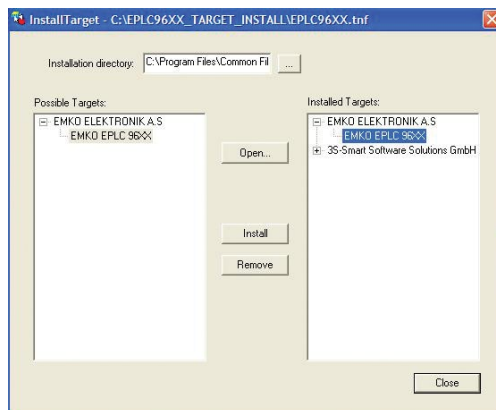 InstallTarget - C:\EPLC96XX_TARGET_INSTALL\EPLC96XX.tnf
Installation directory: C:\Program Files\Common Fil ...
Possible Targets:
EMKO ELEKTRONIK A.S
EMKO EPLC 96XX
Open...
Install
Remove
Installed Targets:
EMKO ELEKTRONIK A.S
EMKO EPLC 96XX
3S-Smart Software Solutions GmbH
Close